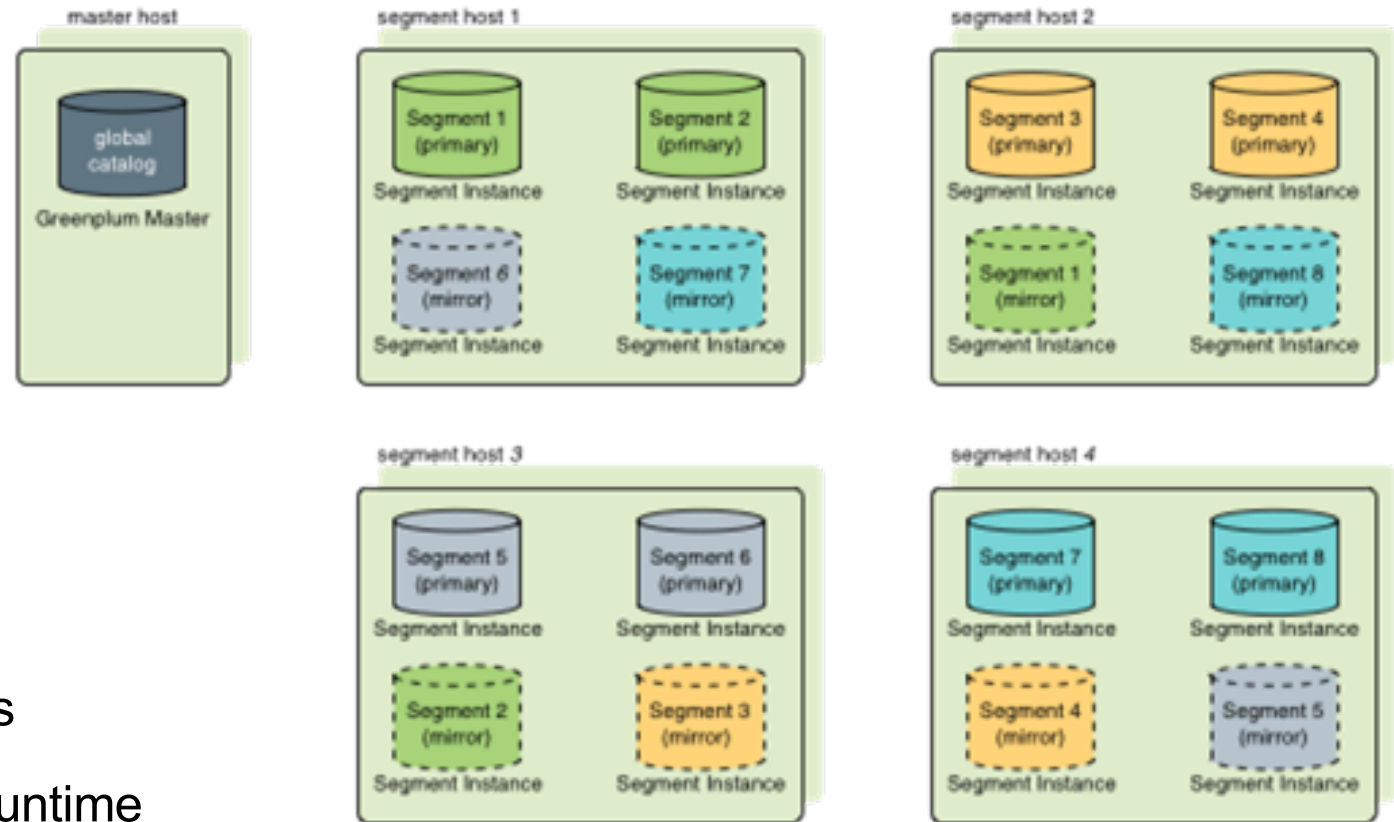 master host
global
catalog
Greenplum Master
segment host 1
Segment 1
(primary)
Segment Instance
Segment 2
(primary)
Segment Instance
Segment 6
(mirror)
Segment Instance
Segment 7
(mirror)
Segment Instance
segment host 2
Segment 3
(primary)
Segment Instance
Segment 4
(primary)
Segment Instance
Segment 1
(mirror)
Segment Instance
Segment 8
(mirror)
Segment Instance
segment host 3
Segment 5
(primary)
Segment Instance
Segment 6
(primary)
Segment Instance
Segment 2
(mirror)
Segment Instance
Segment 3
(mirror)
Segment Instance
segment host 4
Segment 7
(primary)
Segment Instance
Segment 8
(primary)
Segment Instance
Segment 4
(mirror)
Segment Instance
Segment 5
(mirror)
Segment Instance
s
untime